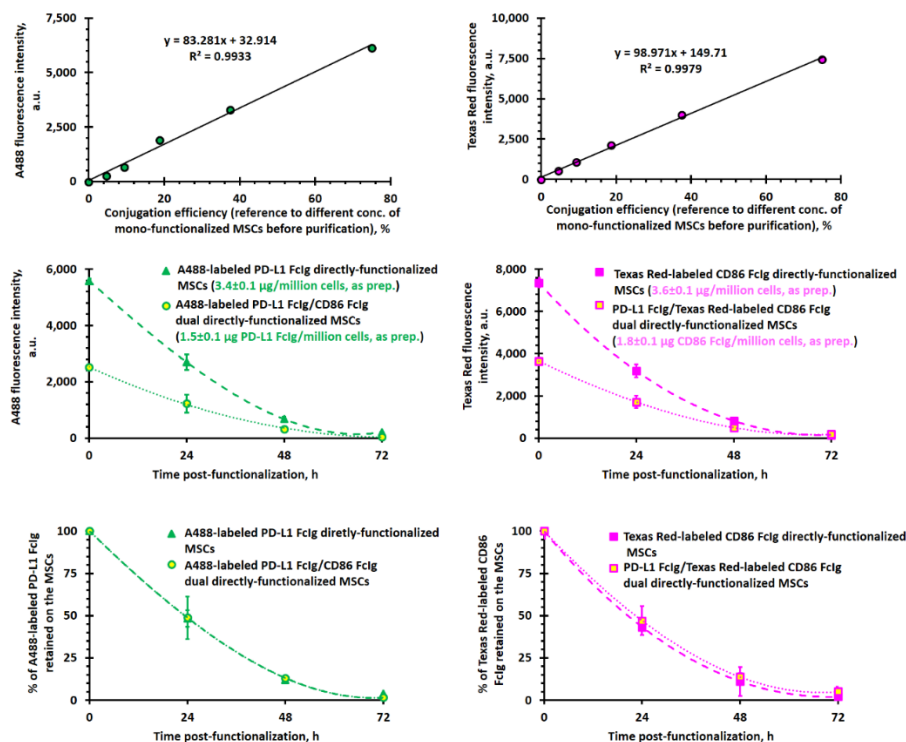 7,500
5,000
2,500
0
A488 fluorescence intensity,
a.u.
y = 83.281x + 32.914
R² = 0.9933
0 20 40 60 80
Conjugation efficiency (reference to different conc. of
mono-functionalized MSCs before purification), %
10,000
7,500
5,000
2,500
0
Texas Red fluorescence
intensity, a.u.
y = 98.971x + 149.71
R² = 0.9979
0 20 40 60 80
Conjugation efficiency (reference to different conc. of
mono-functionalized MSCs before purification), %
6,000
4,000
2,000
0
A488 fluorescence intensity,
a.u.
A488-labeled PD-L1 FcIg directly-functionalized
MSCs (3.4±0.1 µg/million cells, as prep.)
A488-labeled PD-L1 FcIg/CD86 FcIg
dual directly-functionalized MSCs
(1.5±0.1 µg PD-L1 FcIg/million cells, as prep.)
0 24 48 72
Time post-functionalization, h
8,000
6,000
4,000
2,000
0
Texas Red fluorescence
intensity, a.u.
Texas Red-labeled CD86 FcIg directly-functionalized
MSCs (3.6±0.1 µg/million cells, as prep.)
PD-L1 FcIg/Texas Red-labeled CD86 FcIg
dual directly-functionalized MSCs
(1.8±0.1 µg CD86 FcIg/million cells, as prep.)
0 24 48 72
Time post-functionalization, h
100
75
50
25
0
% of A488-labeled PD-L1 FcIg
retained on the MSCs
A488-labeled PD-L1 FcIg diretly-functionalized
MSCs
A488-labeled PD-L1 FcIg/CD86 FcIg
dual directly-functionalized MSCs
0 24 48 72
Time post-functionalization, h
100
75
50
25
0
% of Texas Red-labeled CD86
FcIg retained on the MSCs
Texas Red-labeled CD86 FcIg directly-functionalized
MSCs
PD-L1 FcIg/Texas Red-labeled CD86 FcIg
dual directly-functionalized MSCs
0 24 48 72
Time post-functionalization, h